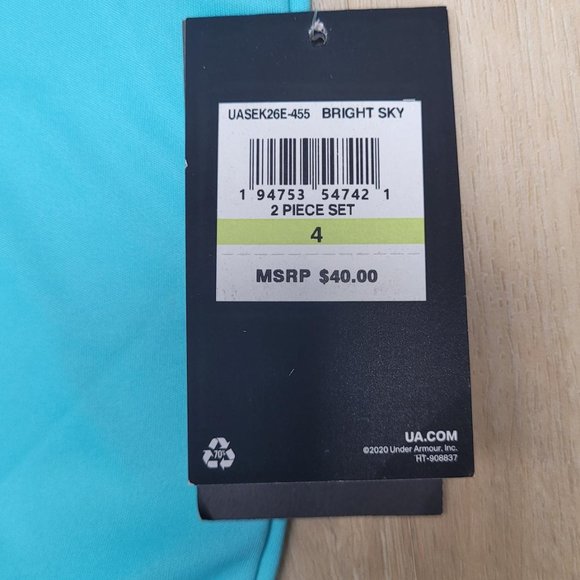 UASEK26E-455 BRIGHT SKY
1 94753 54742 1
2 PIECE SET
4
MSRP $40.00
UA.COM
©2020 Under Armour, Inc.
HT-908837
70%